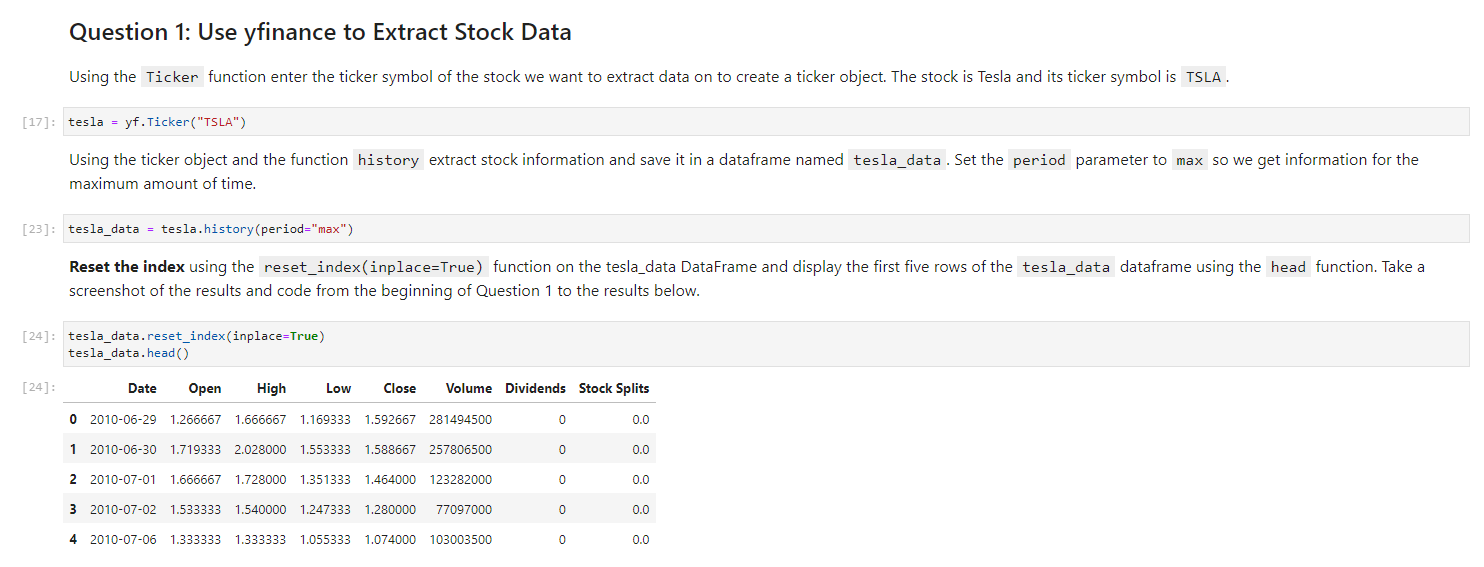 Question 1: Use yfinance to Extract Stock Data
Using the Ticker function enter the ticker symbol of the stock we want to extract data on to create a ticker object. The stock is Tesla and its ticker symbol is TSLA .
[17]: tesla = yf.Ticker("TSLA")
Using the ticker object and the function history extract stock information and save it in a dataframe named tesla_data . Set the period parameter to max so we get information for the
maximum amount of time.
[23]: tesla_data = tesla.history(period="max")
Reset the index using the reset_index(inplace=True) function on the tesla_data DataFrame and display the first five rows of the tesla_data dataframe using the head function. Take a
screenshot of the results and code from the beginning of Question 1 to the results below.
[24]: tesla_data.reset_index(inplace=True)
tesla_data.head()
[24]: Date Open High Low Close Volume Dividends Stock Splits
0 2010-06-29 1.266667 1.666667 1.169333 1.592667 281494500 0 0.0
1 2010-06-30 1.719333 2.028000 1.553333 1.588667 257806500 0 0.0
2 2010-07-01 1.666667 1.728000 1.351333 1.464000 123282000 0 0.0
3 2010-07-02 1.533333 1.540000 1.247333 1.280000 77097000 0 0.0
4 2010-07-06 1.333333 1.333333 1.055333 1.074000 103003500 0 0.0